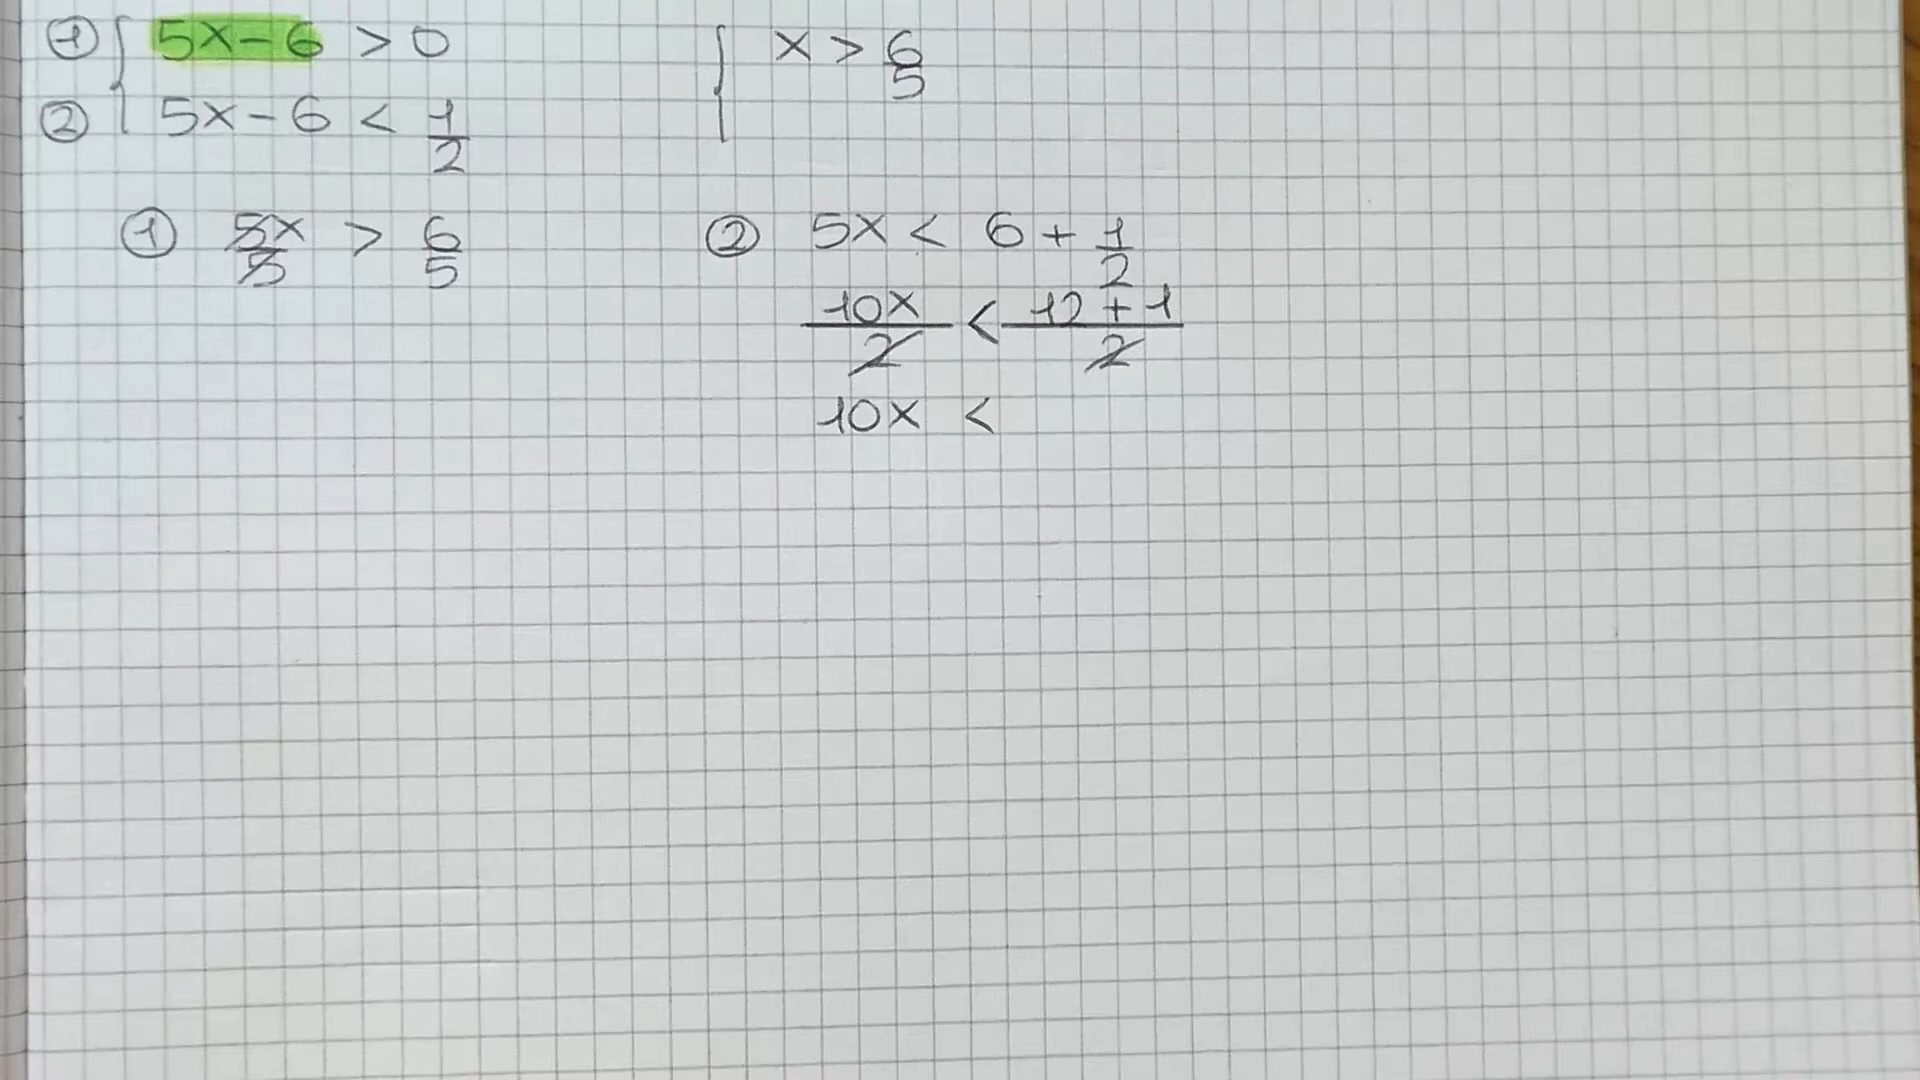 ① { 5x-6 > 0
② 5x-6 < 1/2
{ x > 6/5
① 5x/5 > 6/5
② 5x < 6 + 1/2
10x/2 < 12+1/2
10x <